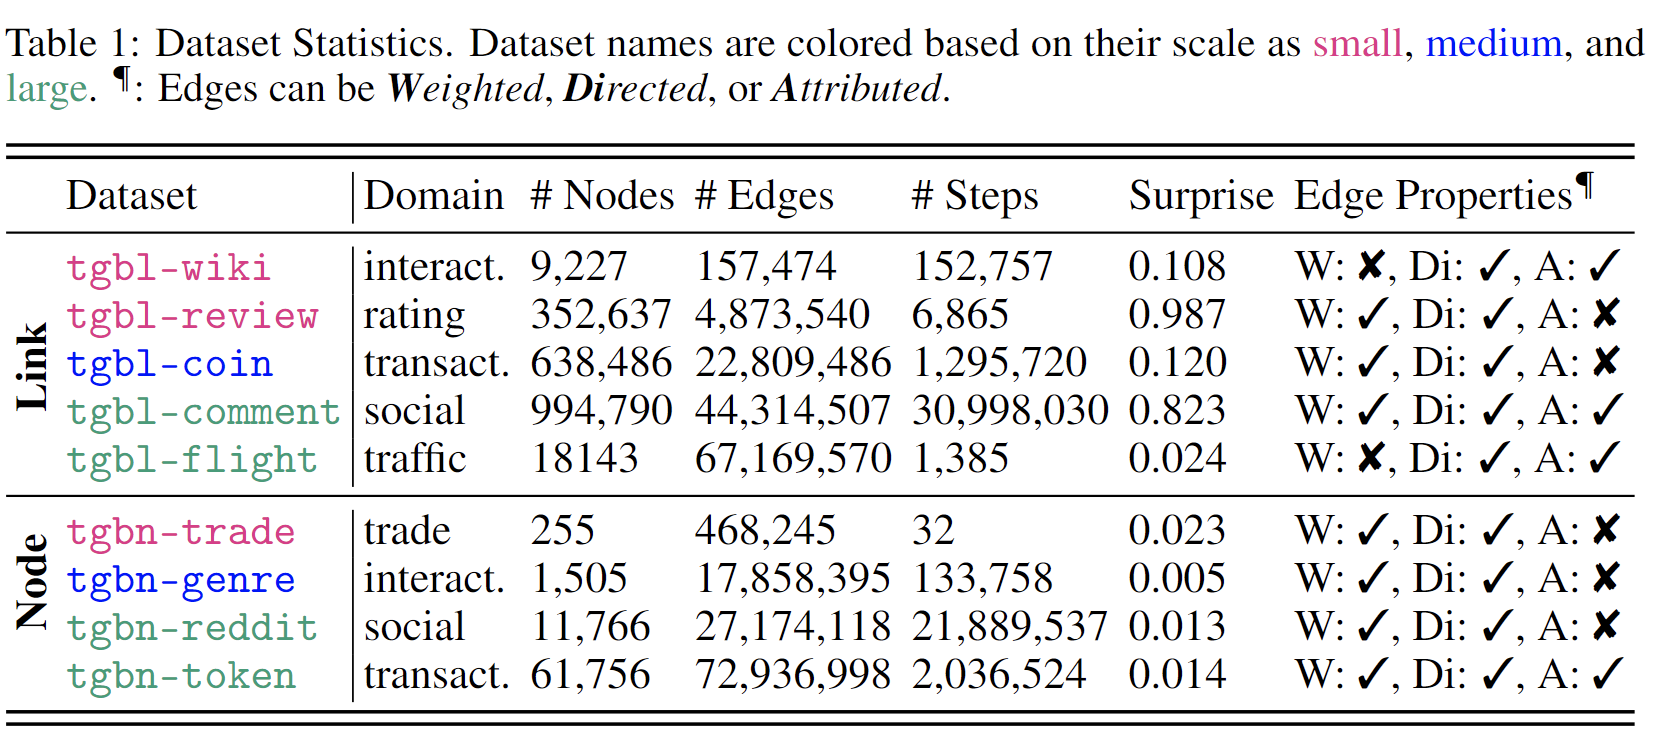 Table 1: Dataset Statistics. Dataset names are colored based on their scale as small, medium, and
large. ¶: Edges can be Weighted, Directed, or Attributed.
Dataset Domain # Nodes # Edges # Steps Surprise Edge Properties¶
Link
tgbl-wiki interact. 9,227 157,474 152,757 0.108 W: ✘, Di: ✓, A: ✓
tgbl-review rating 352,637 4,873,540 6,865 0.987 W: ✓, Di: ✓, A: ✘
tgbl-coin transact. 638,486 22,809,486 1,295,720 0.120 W: ✓, Di: ✓, A: ✘
tgbl-comment social 994,790 44,314,507 30,998,030 0.823 W: ✓, Di: ✓, A: ✓
tgbl-flight traffic 18143 67,169,570 1,385 0.024 W: ✘, Di: ✓, A: ✓
Node
tgbn-trade trade 255 468,245 32 0.023 W: ✓, Di: ✓, A: ✘
tgbn-genre interact. 1,505 17,858,395 133,758 0.005 W: ✓, Di: ✓, A: ✘
tgbn-reddit social 11,766 27,174,118 21,889,537 0.013 W: ✓, Di: ✓, A: ✘
tgbn-token transact. 61,756 72,936,998 2,036,524 0.014 W: ✓, Di: ✓, A: ✓